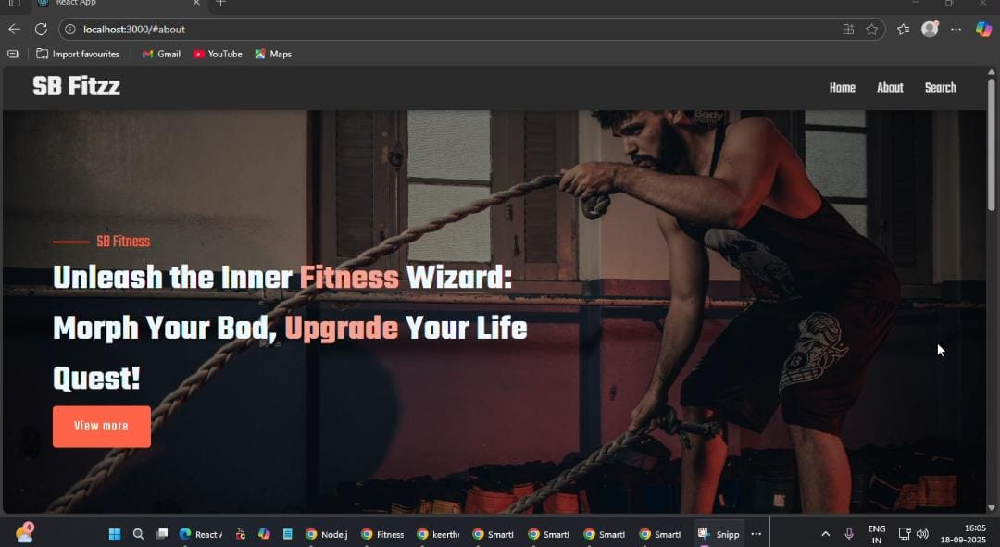 React App
localhost:3000/#about
Import favourites
Gmail
YouTube
Maps
SB Fitzz
Home
About
Search
Body
SB Fitness
Unleash the Inner Fitness Wizard:
Morph Your Bod, Upgrade Your Life
Quest!
View more
4
React A
Node.j
Fitness
keerth
Smartl
Smartl
Smartl
Smartl
Snipp
ENG
IN
16:05
18-09-2025